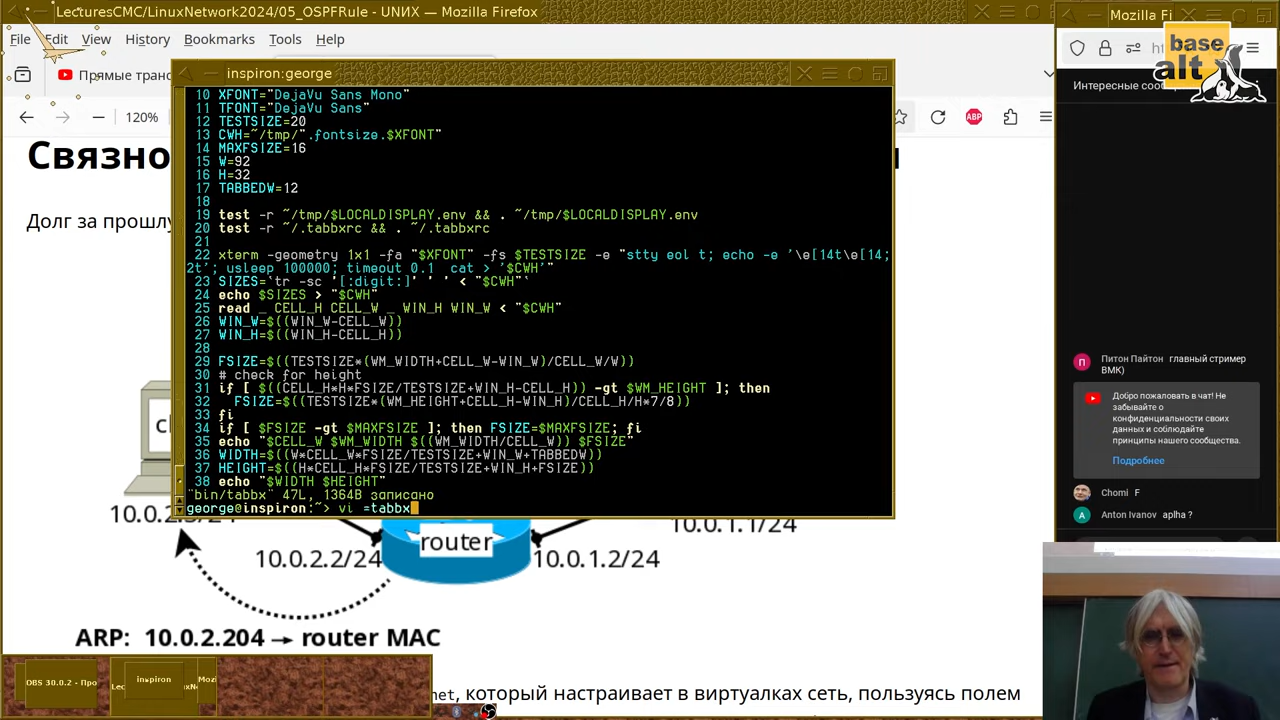 LecturesCMC/LinuxNetwork2024/05_OSPFRule - UNИX — Mozilla Firefox
Mozilla Fi
File Edit View History Bookmarks Tools Help
base
alt
Прямые тран
inspiron:george
Интересные сооб
120%
Связно
Долг за прошлу
10 XFONT="DejaVu Sans Mono"
11 TFONT="DejaVu Sans"
12 TESTSIZE=20
13 CWH=~/tmp/".fontsize.$XFONT"
14 MAXFSIZE=16
15 W=92
16 H=32
17 TABBEDW=12
18
19 test -r ~/tmp/$LOCALDISPLAY.env && . ~/tmp/$LOCALDISPLAY.env
20 test -r ~/.tabbxrc && . ~/.tabbxrc
21
22 xterm -geometry 1x1 -fa "$XFONT" -fs $TESTSIZE -e "stty eol t; echo -e '\e[14t\e[14;
2t'; usleep 100000; timeout 0.1  cat > '$CWH'"
23 SIZES=`tr -sc '[:digit:]' ' ' < "$CWH"`
24 echo $SIZES > "$CWH"
25 read _ CELL_H CELL_W _ WIN_H WIN_W < "$CWH"
26 WIN_W=$((WIN_W-CELL_W))
27 WIN_H=$((WIN_H-CELL_H))
28
29 FSIZE=$((TESTSIZE*(WM_WIDTH+CELL_W-WIN_W)/CELL_W/W))
30 # check for height
31 if [ $((CELL_H*H*FSIZE/TESTSIZE+WIN_H-CELL_H)) -gt $WM_HEIGHT ]; then
32   FSIZE=$((TESTSIZE*(WM_HEIGHT+CELL_H-WIN_H)/CELL_H/H*7/8))
33 fi
34 if [ $FSIZE -gt $MAXFSIZE ]; then FSIZE=$MAXFSIZE; fi
35 echo "$CELL_W $WM_WIDTH $((WM_WIDTH/CELL_W)) $FSIZE"
36 WIDTH=$((W*CELL_W*FSIZE/TESTSIZE+WIN_W+TABBEDW))
37 HEIGHT=$((H*CELL_H*FSIZE/TESTSIZE+WIN_H+FSIZE))
38 echo "$WIDTH $HEIGHT"
"bin/tabbx" 47L, 1364B записано
george@inspiron:~> vi =tabbx
Питон Пайтон главный стример
ВМК)
Добро пожаловать в чат! Не
забывайте о
конфиденциальности своих
данных и соблюдайте
принципы нашего сообщества.
Подробнее
Chomi F
Anton Ivanov aplha ?
10.0.1.1/24
router
10.0.2.2/24
10.0.1.2/24
ARP: 10.0.2.204 → router MAC
OBS 30.0.2 - Про
inspiron
net, который настраивает в виртуалках сеть, пользуясь полем